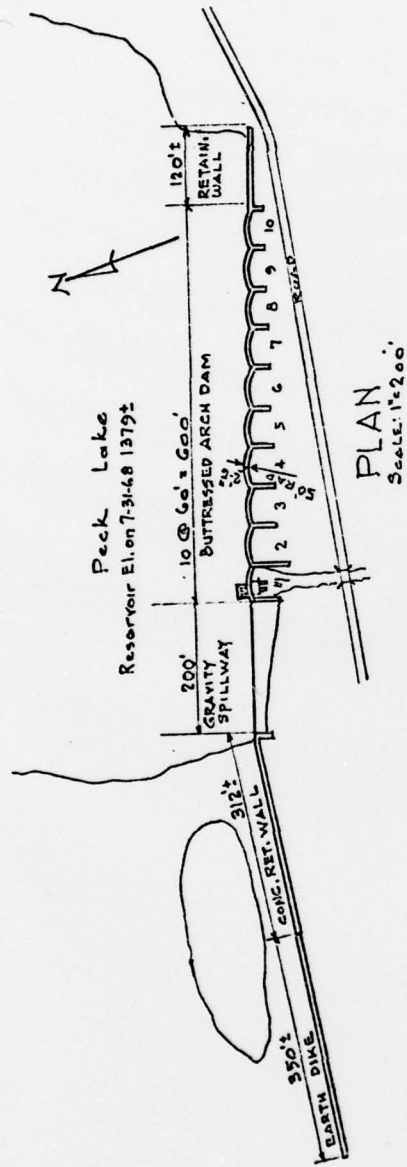 Peck Lake
Reservoir El. on 7-31-68 1379±
120'±
RETAIN.
WALL
10 @ 60' = 600'
BUTTRESSED ARCH DAM
200'
GRAVITY
SPILLWAY
312'±
CONC. RET. WALL
350'±
EARTH DIKE
1
2
3
4
5
6
7
8
9
10
ROAD
PLAN
SCALE: 1"=200'
N